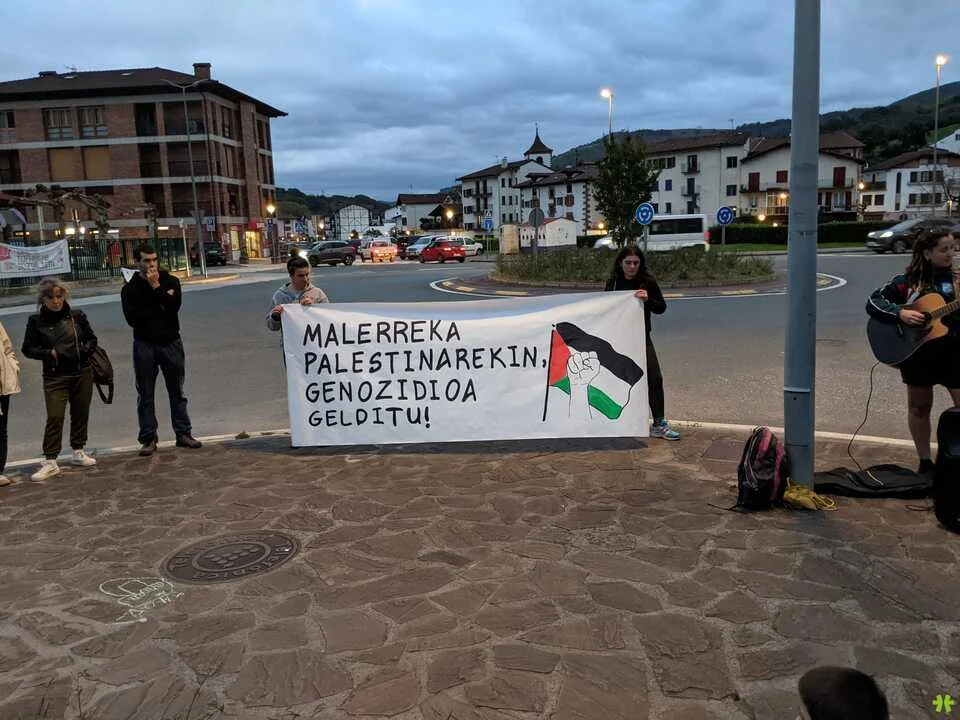 MALERREKA
PALESTINAREKIN,
GENOZIDIOA
GELDITU!